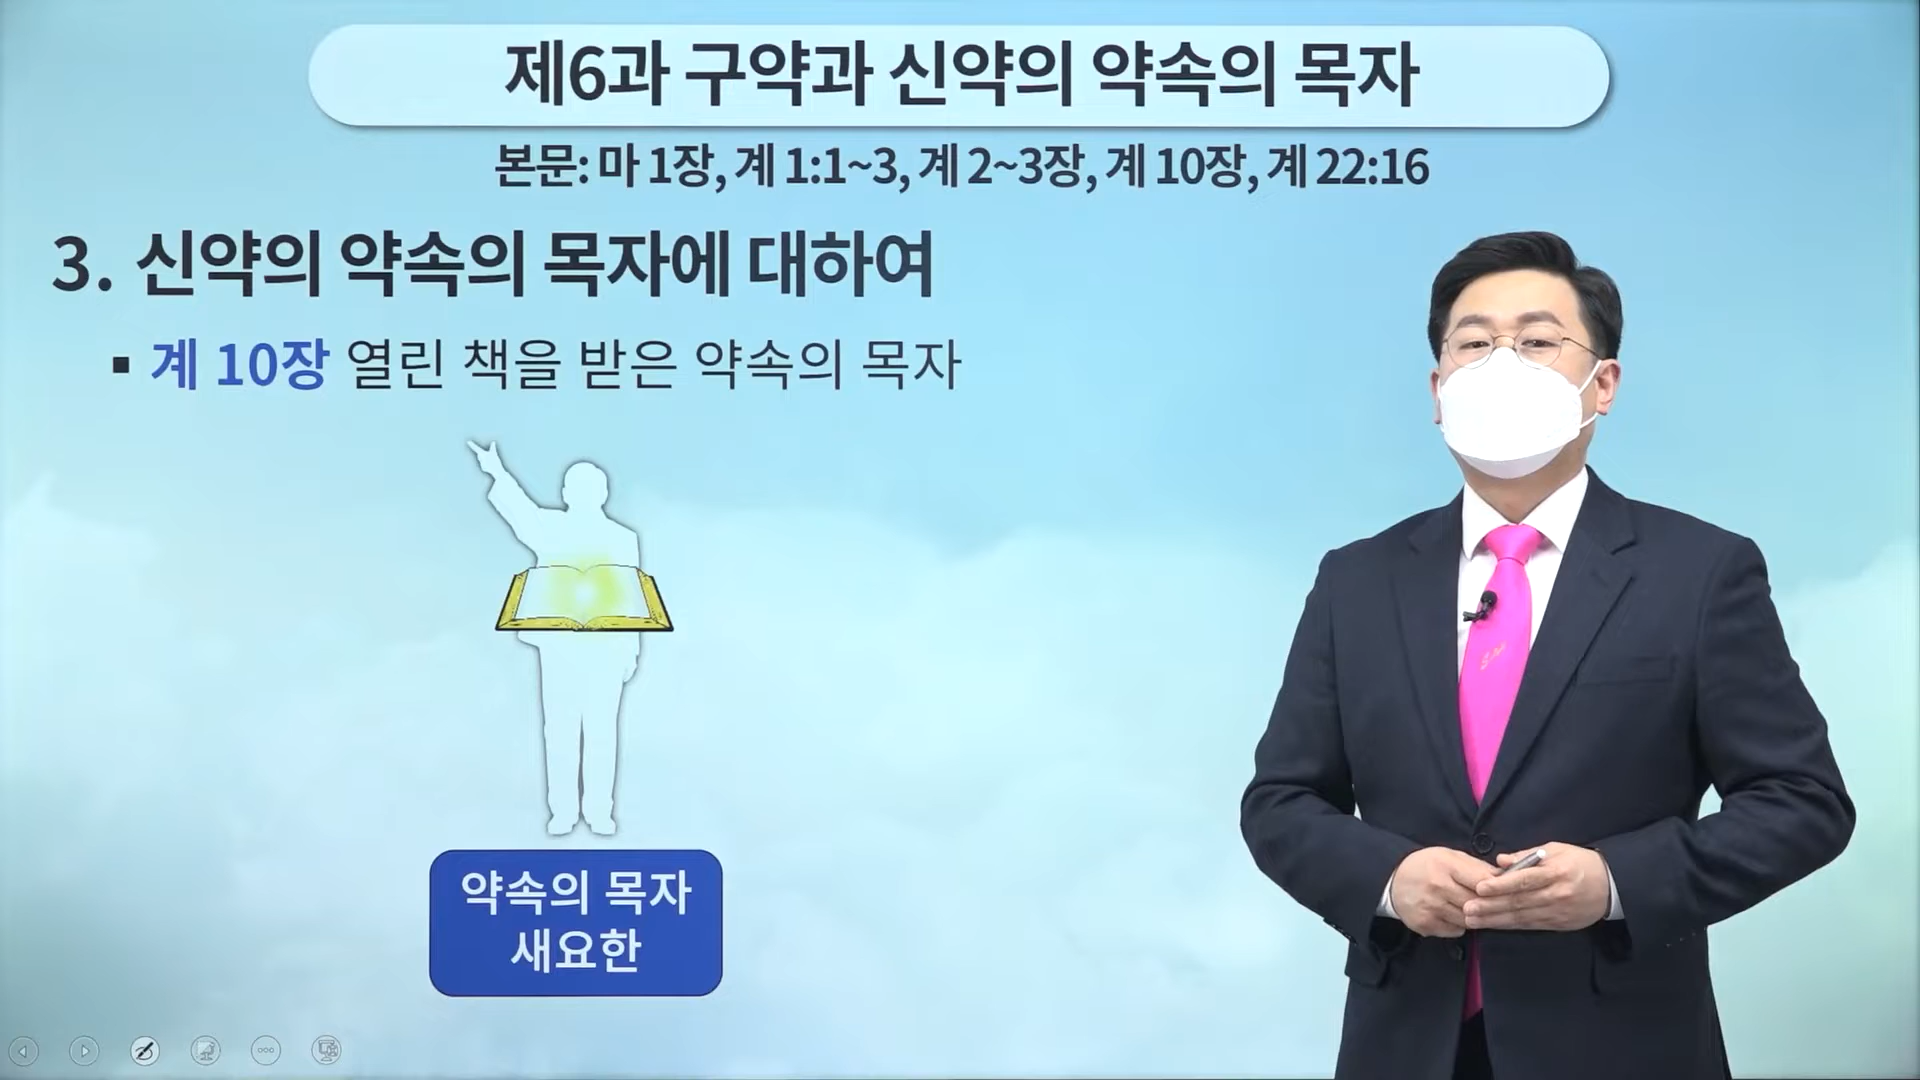 제6과 구약과 신약의 약속의 목자
본문: 마 1장, 계 1:1~3, 계 2~3장, 계 10장, 계 22:16
3. 신약의 약속의 목자에 대하여
▪ 계 10장 열린 책을 받은 약속의 목자
약속의 목자
새요한